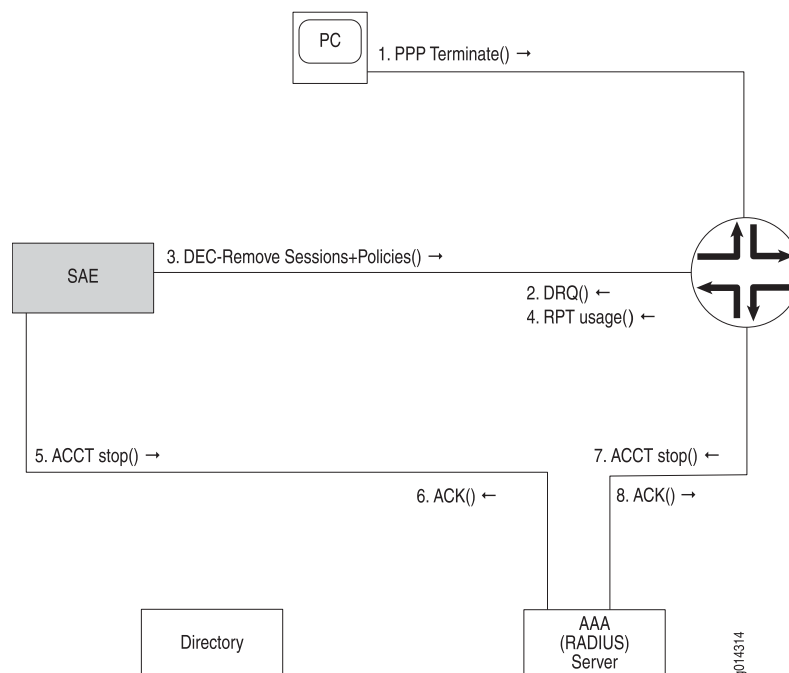 PC
1. PPP Terminate() →
3. DEC-Remove Sessions+Policies() →
SAE
2. DRQ() ←
4. RPT usage() ←
5. ACCT stop() →
7. ACCT stop() ←
6. ACK() ←
8. ACK() →
Directory
AAA
(RADIUS)
Server
g014314